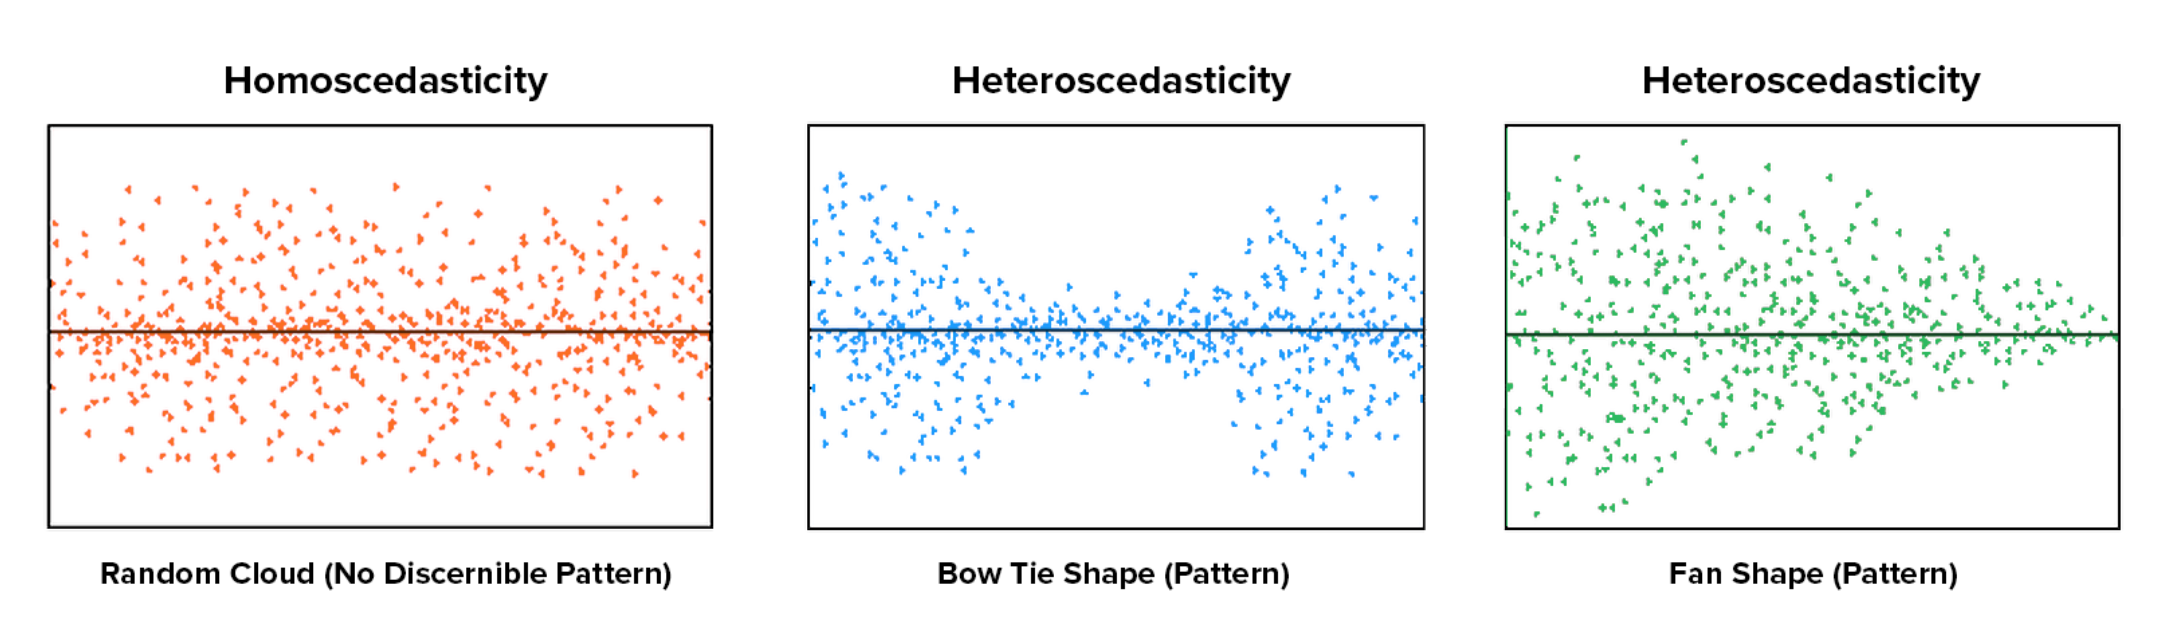 Homoscedasticity
Heteroscedasticity
Heteroscedasticity
Random Cloud (No Discernible Pattern)
Bow Tie Shape (Pattern)
Fan Shape (Pattern)